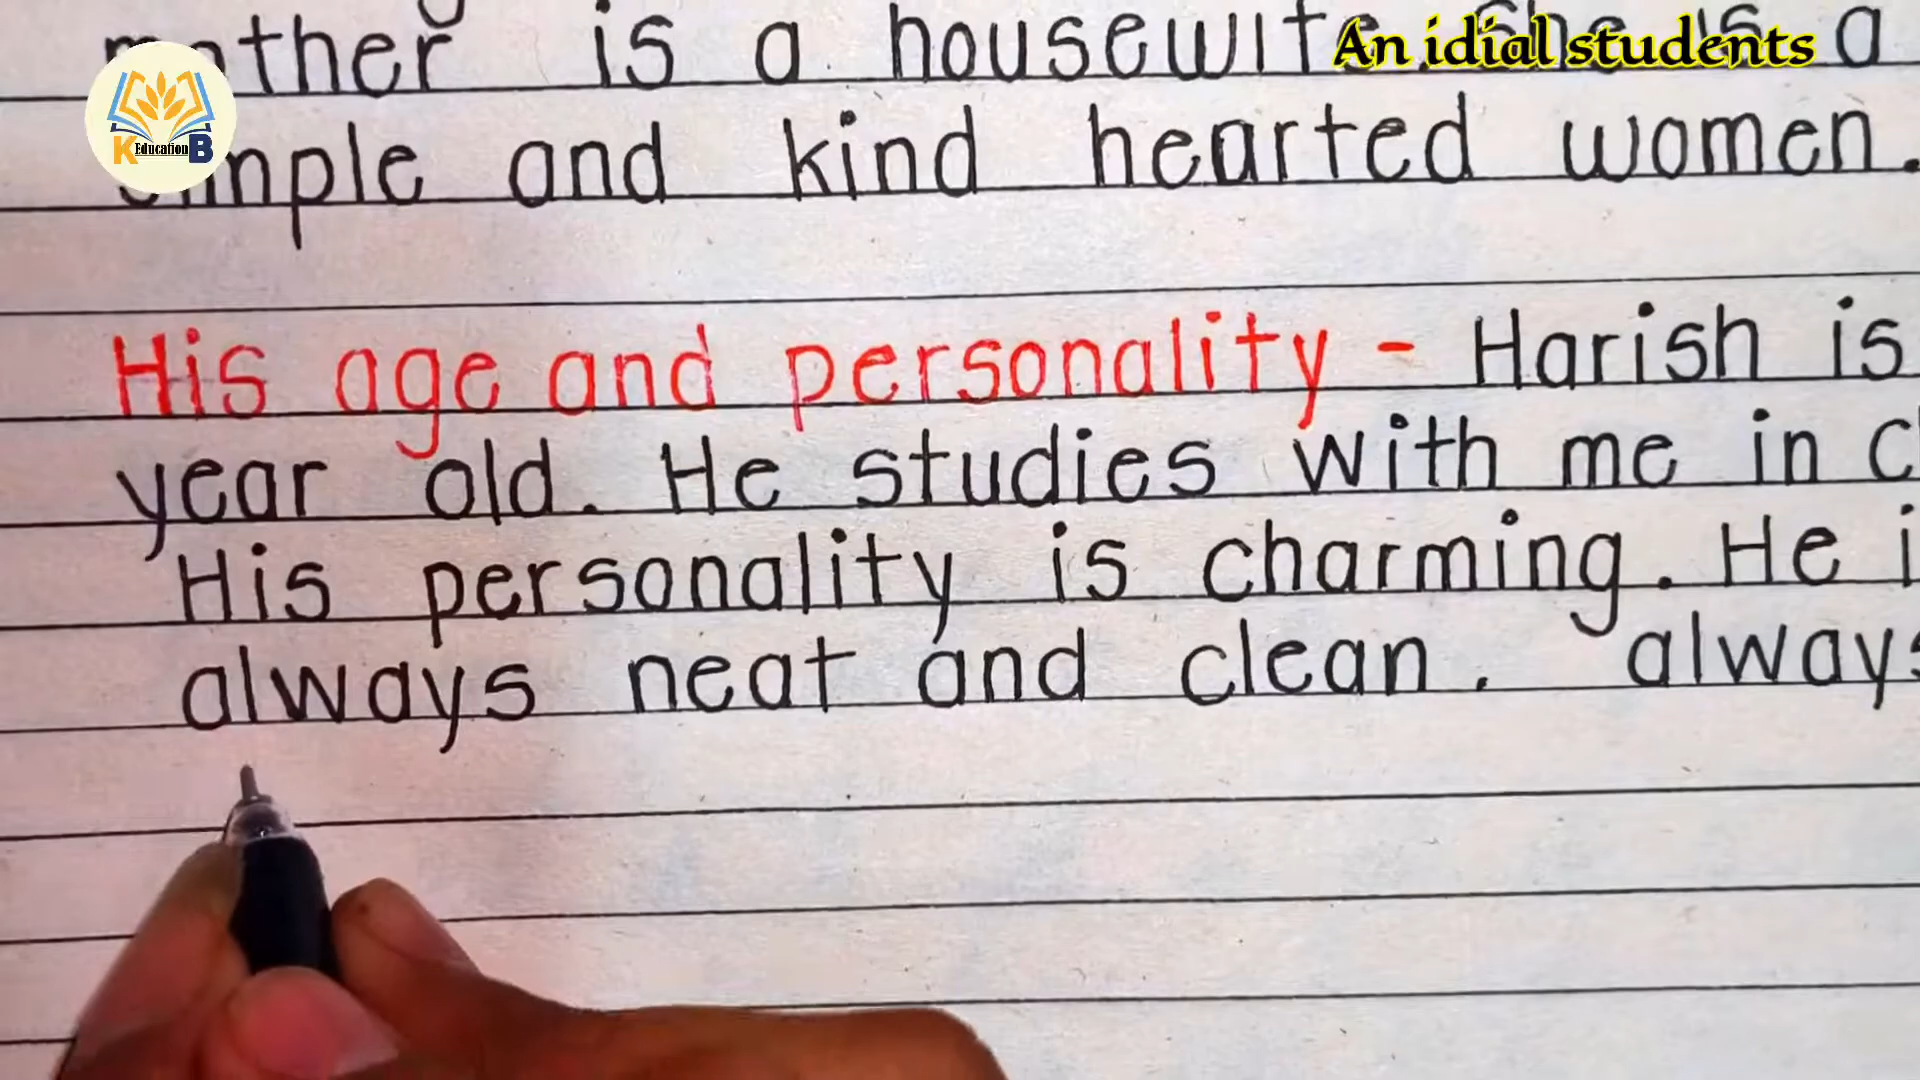 An idial students
mother is a housewife. She is a
K Education B
simple and kind hearted women.
His age and personality - Harish is
year old. He studies with me in
His personality is charming. He
always neat and clean. always